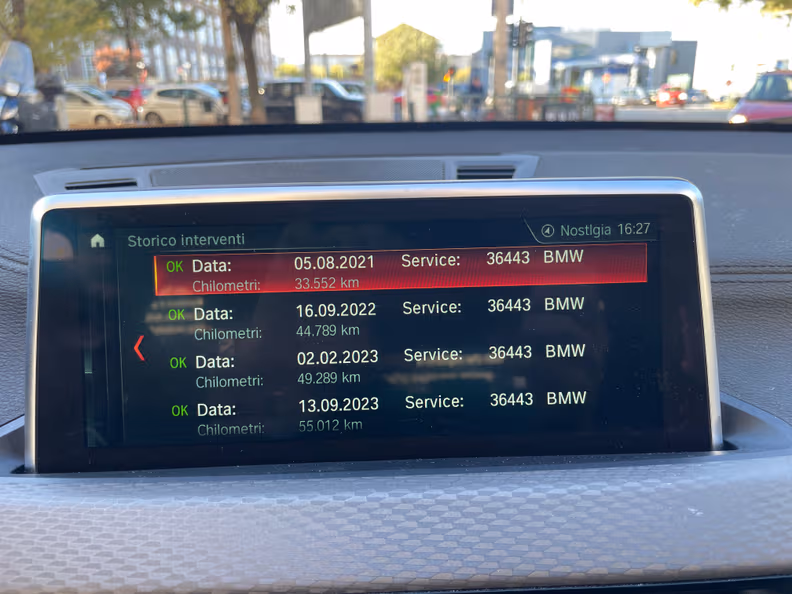 Storico interventi
Nostlgia 16:27
OK Data: 05.08.2021 Service: 36443 BMW
Chilometri: 33.552 km
OK Data: 16.09.2022 Service: 36443 BMW
Chilometri: 44.789 km
OK Data: 02.02.2023 Service: 36443 BMW
Chilometri: 49.289 km
OK Data: 13.09.2023 Service: 36443 BMW
Chilometri: 55.012 km